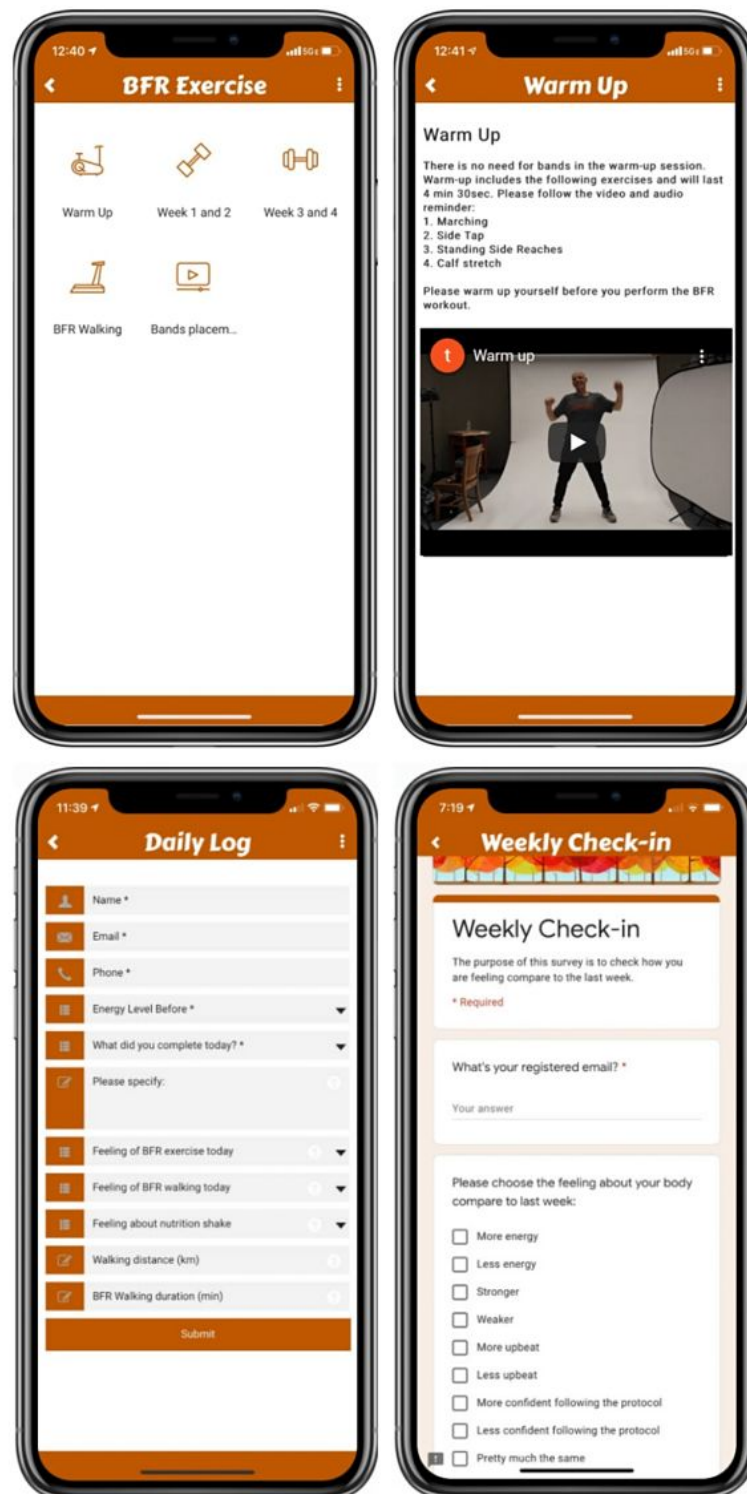 12:40
5G
BFR Exercise
Warm Up
Week 1 and 2
Week 3 and 4
BFR Walking
Bands placem...
12:41
5G
Warm Up
Warm Up
There is no need for bands in the warm-up session.
Warm-up includes the following exercises and will last
4 min 30sec. Please follow the video and audio
reminder:
1. Marching
2. Side Tap
3. Standing Side Reaches
4. Calf stretch
Please warm up yourself before you perform the BFR
workout.
t
Warm up
11:39
Daily Log
Name *
Email *
Phone *
Energy Level Before *
What did you complete today? *
Please specify:
Feeling of BFR exercise today
Feeling of BFR walking today
Feeling about nutrition shake
Walking distance (km)
BFR Walking duration (min)
Submit
7:19
Weekly Check-in
Weekly Check-in
The purpose of this survey is to check how you
are feeling compare to the last week.
* Required
What's your registered email? *
Your answer
Please choose the feeling about your body
compare to last week:
More energy
Less energy
Stronger
Weaker
More upbeat
Less upbeat
More confident following the protocol
Less confident following the protocol
Pretty much the same